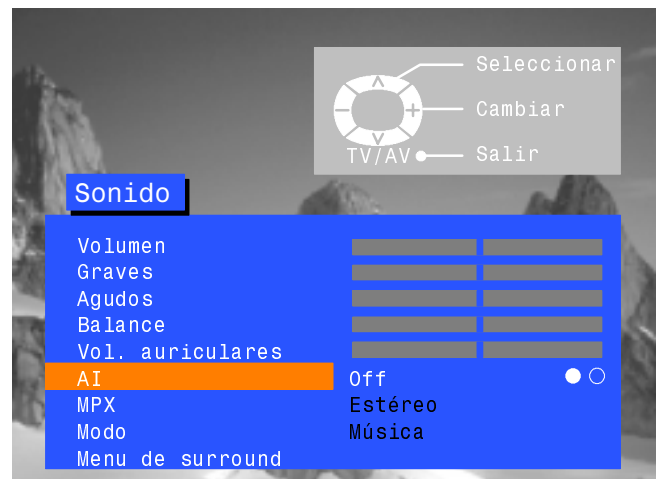 Seleccionar
Cambiar
TV/AV Salir
Sonido
Volumen
Graves
Agudos
Balance
Vol. auriculares
AI Off
MPX Estéreo
Modo Música
Menu de surround